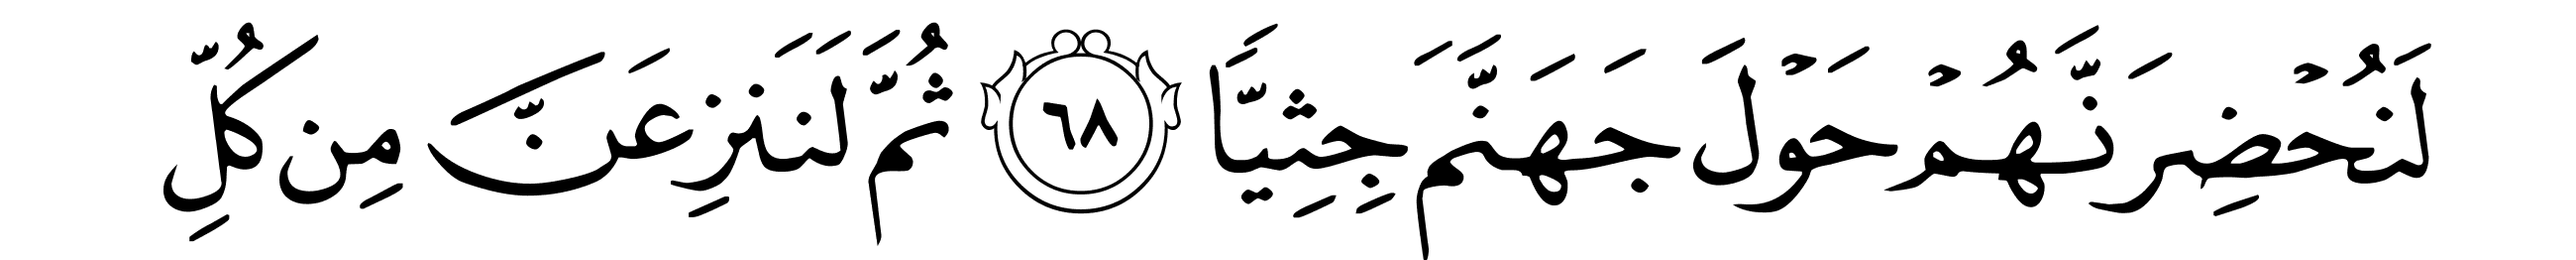 لَنُحْضِرَنَّهُمْ حَوْلَ جَهَنَّمَ جِثِيًّا ٦٨ ثُمَّ لَنَنزِعَنَّ مِن كُلِّ